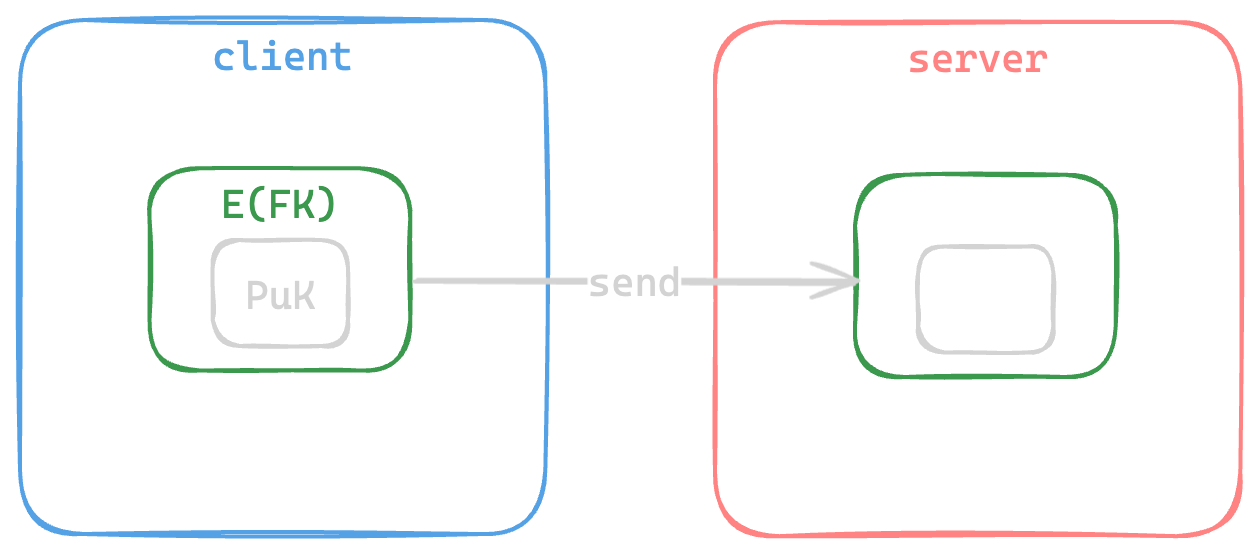 client
server
E(FK)
PuK
send